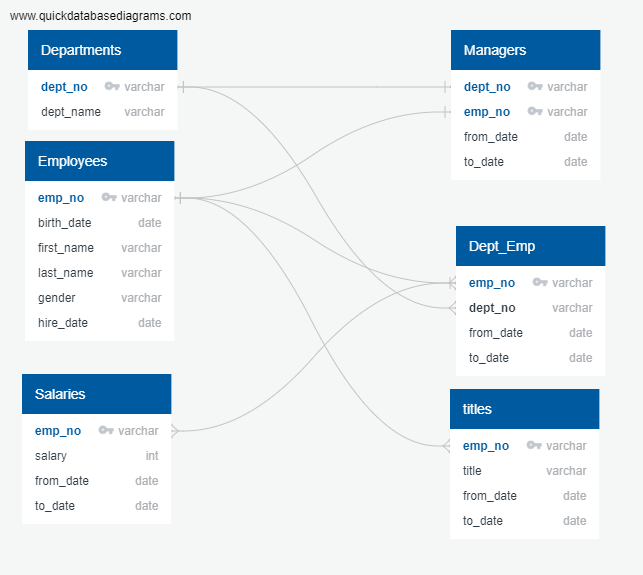 www.quickdatabasediagrams.com
Departments
dept_no varchar
dept_name varchar
Employees
emp_no varchar
birth_date date
first_name varchar
last_name varchar
gender varchar
hire_date date
Salaries
emp_no varchar
salary int
from_date date
to_date date
Managers
dept_no varchar
emp_no varchar
from_date date
to_date date
Dept_Emp
emp_no varchar
dept_no varchar
from_date date
to_date date
titles
emp_no varchar
title varchar
from_date date
to_date date